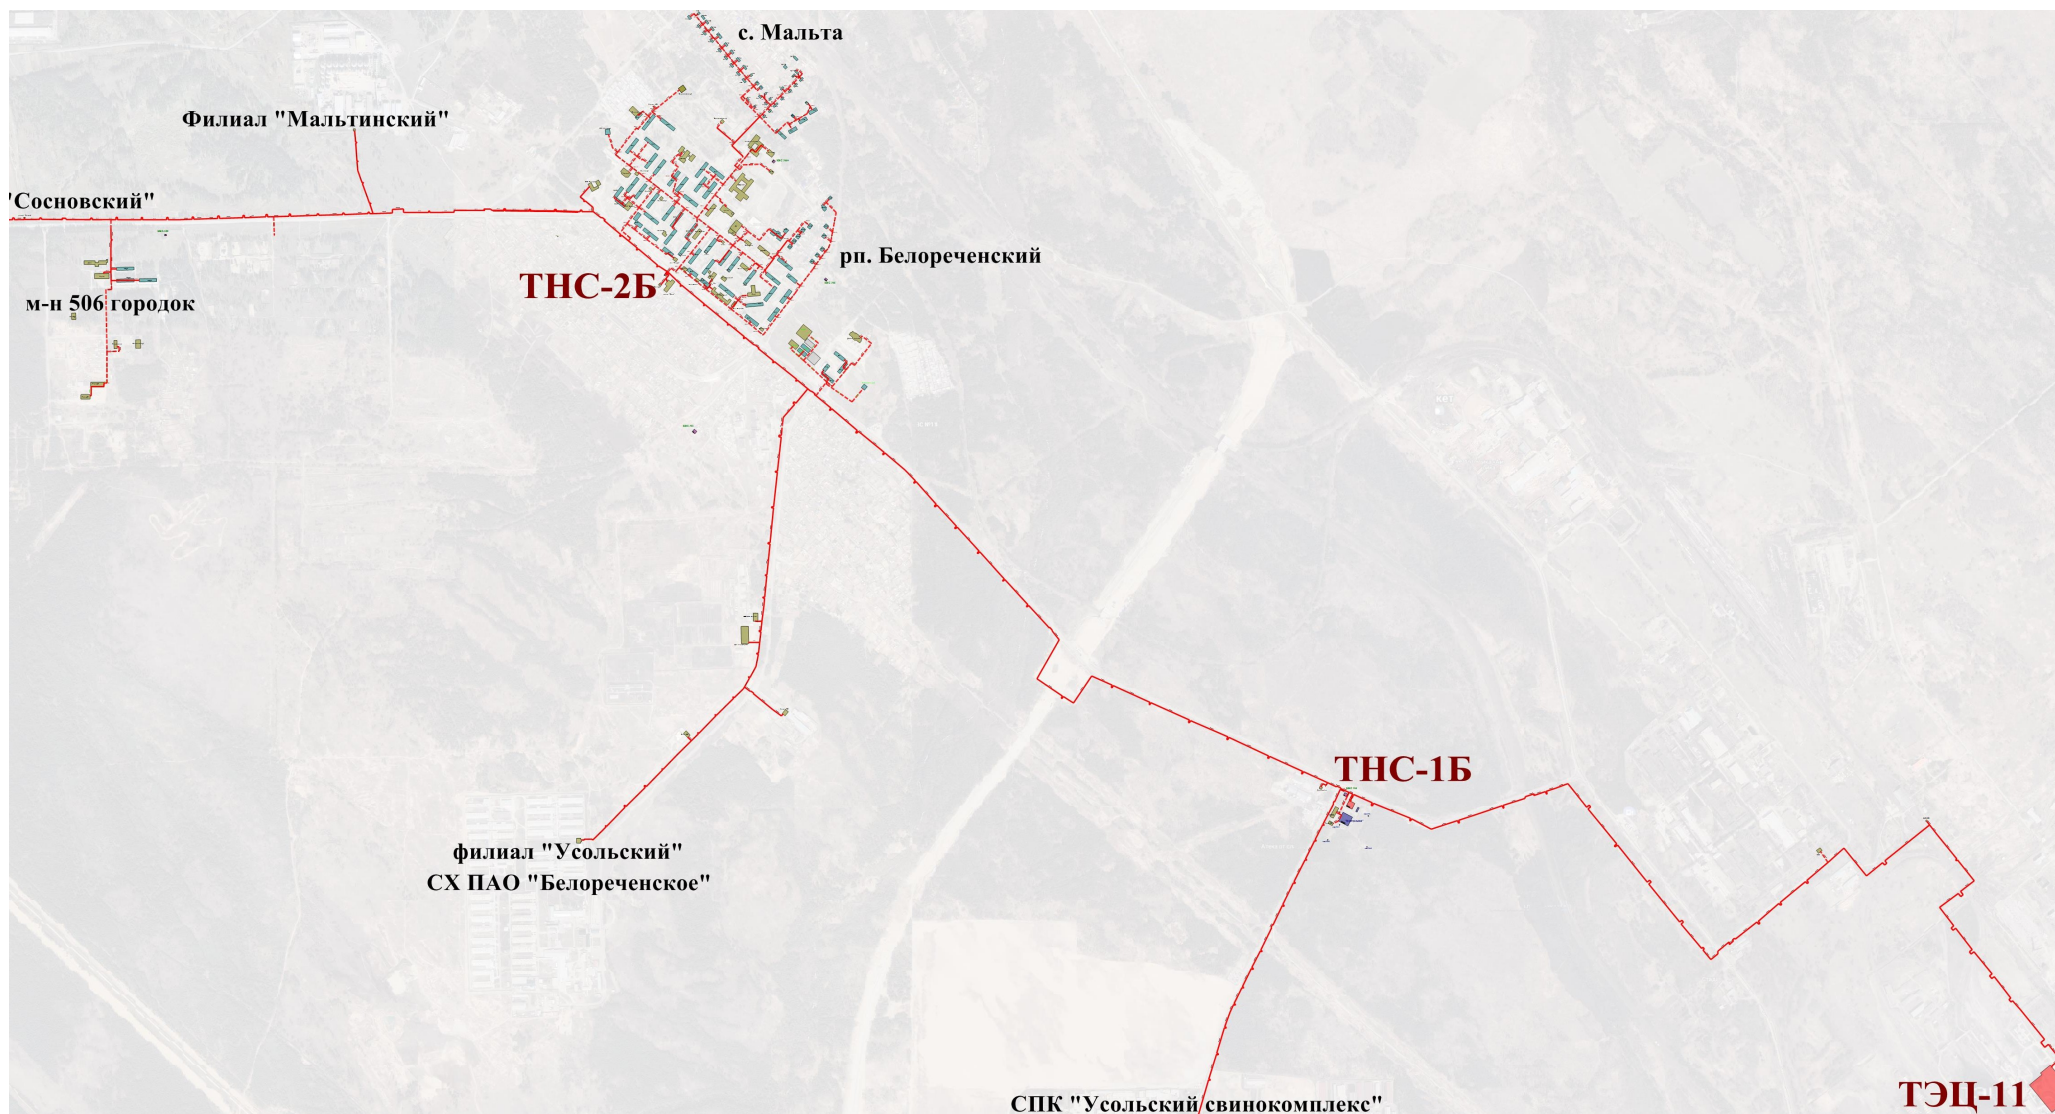 с. Мальта
Филиал "Мальтинский"
"Сосновский"
рп. Белореченский
ТНС-2Б
м-н 506 городок
ТНС-1Б
филиал "Усольский"
СХ ПАО "Белореченское"
ТЭЦ-11
СПК "Усольский свинокомплекс"